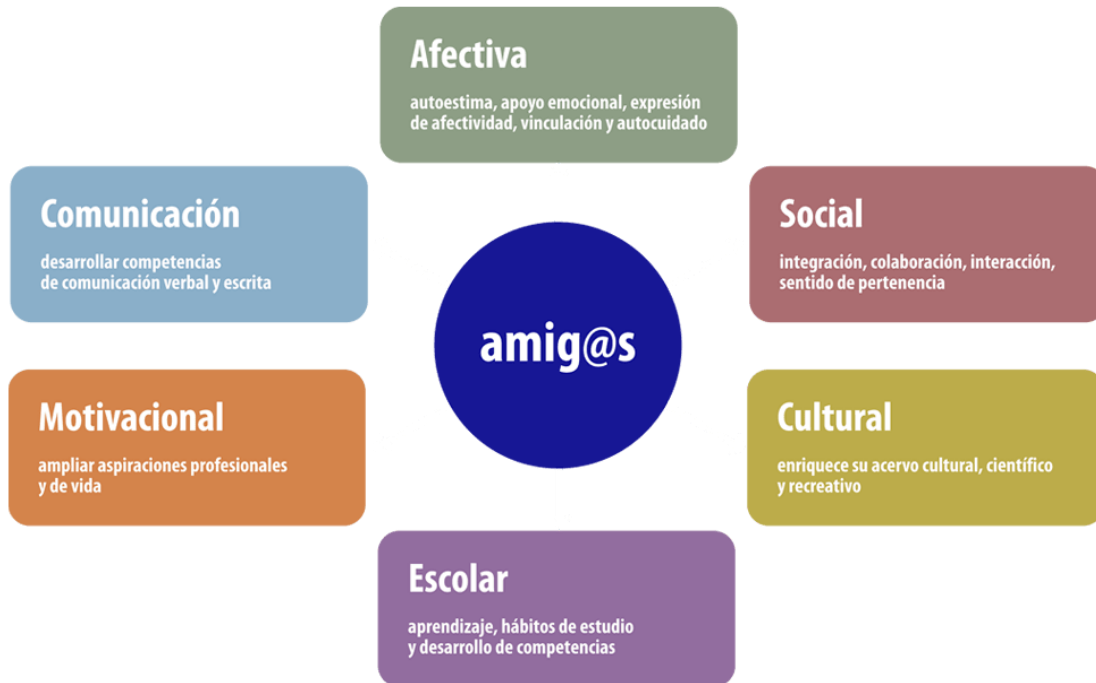 Afectiva
autoestima, apoyo emocional, expresión
de afectividad, vinculación y autocuidado
Comunicación
desarrollar competencias
de comunicación verbal y escrita
Social
integración, colaboración, interacción,
sentido de pertenencia
amig@s
Motivacional
ampliar aspiraciones profesionales
y de vida
Cultural
enriquece su acervo cultural, científico
y recreativo
Escolar
aprendizaje, hábitos de estudio
y desarrollo de competencias